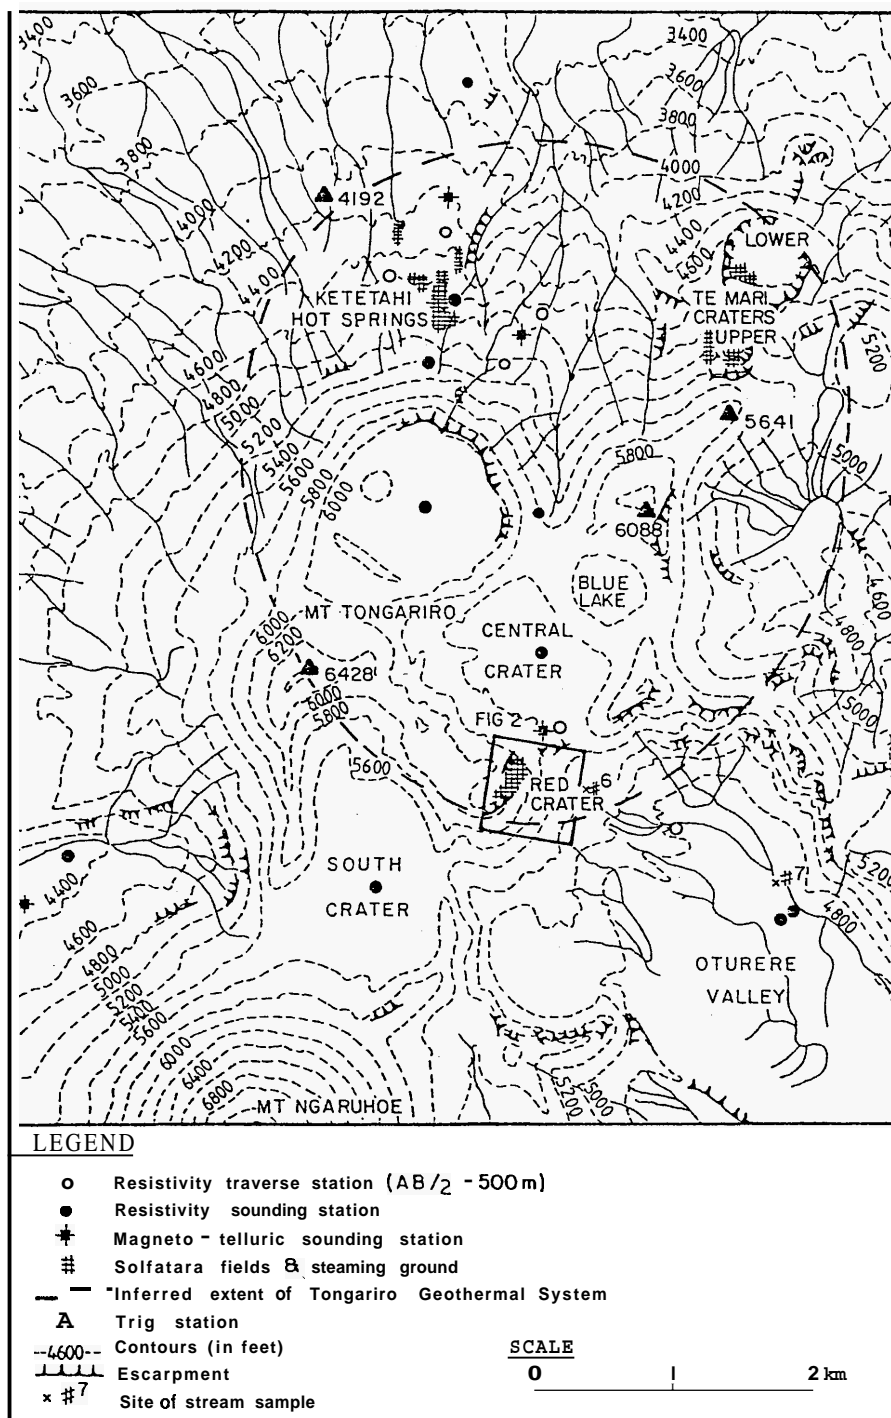 3400
3600
3800
4000
4200
4400
4600
4800
5000
5200
5400
5600
5800
6000
3400
3600
3800
4000
4200
4400
4600
4192
LOWER
KETETAHI
HOT SPRINGS
TE MARI
CRATERS
UPPER
5200
5641
5000
5800
6088
BLUE
LAKE
4600
4800
5000
MT TONGARIRO
CENTRAL
CRATER
6000
6200
6428
6000
5800
5600
FIG 2
RED
CRATER
#6
SOUTH
CRATER
#7
5200
4800
OTURERE
VALLEY
4400
4600
4800
5000
5200
5400
5600
6000
6400
6800
MT NGARUHOE
5200
5000
LEGEND
Resistivity traverse station (AB/2 - 500m)
Resistivity sounding station
Magneto - telluric sounding station
Solfatara fields & steaming ground
Inferred extent of Tongariro Geothermal System
A Trig station
--4600-- Contours (in feet)
Escarpment
× #7 Site of stream sample
SCALE
0 1 2 km